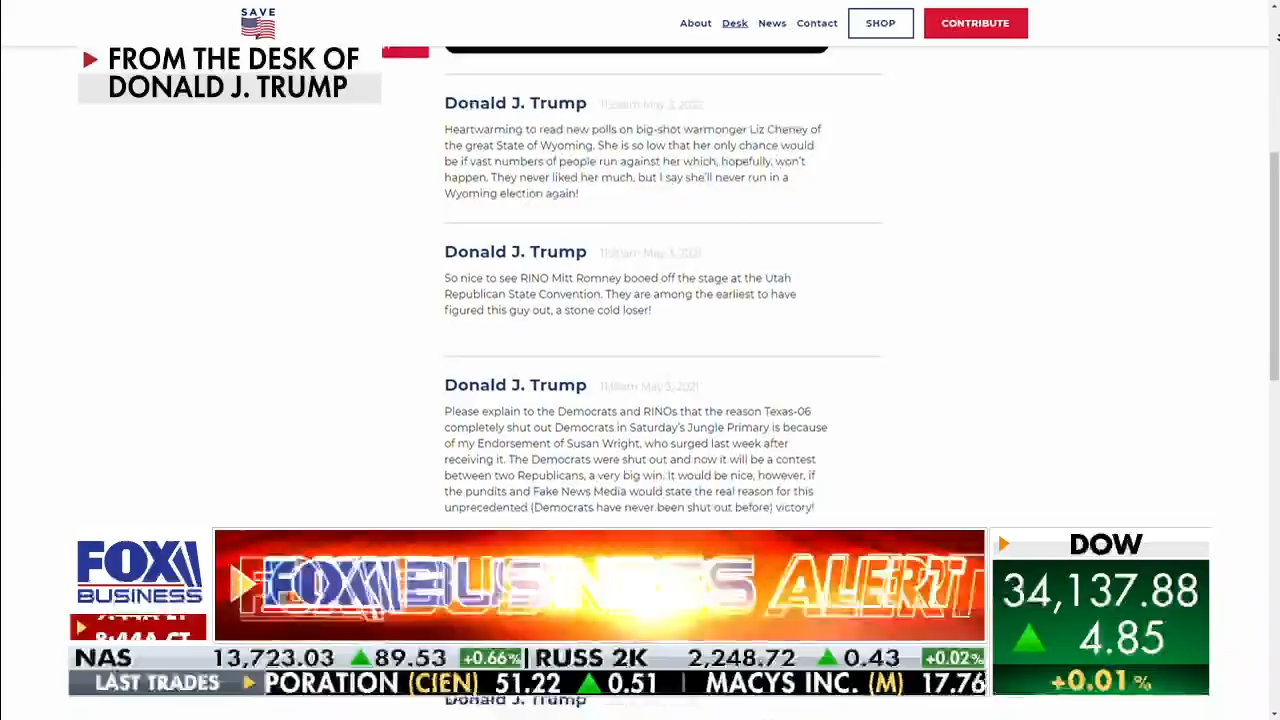 SAVE
About Desk News Contact SHOP CONTRIBUTE
FROM THE DESK OF
DONALD J. TRUMP
Donald J. Trump
Heartwarming to read new polls on big-shot warmonger Liz Cheney of
the great State of Wyoming. She is so low that her only chance would
be if vast numbers of people run against her which, hopefully, won't
happen. They never liked her much, but I say she'll never run in a
Wyoming election again!
Donald J. Trump May 3, 2021
So nice to see RINO Mitt Romney booed off the stage at the Utah
Republican State Convention. They are among the earliest to have
figured this guy out, a stone cold loser!
Donald J. Trump May 3, 2021
Please explain to the Democrats and RINOs that the reason Texas-06
completely shut out Democrats in Saturday's Jungle Primary is because
of my Endorsement of Susan Wright, who surged last week after
receiving it. The Democrats were shut out and now it will be a contest
between two Republicans, a very big win. It would be nice, however, if
the pundits and Fake News Media would state the real reason for this
unprecedented (Democrats have never been shut out before) victory!
FOX
BUSINESS
FOX BUSINESS ALERT
DOW
34,137.88
4.85
+0.01%
NAS 13,723.03 89.53 +0.66% RUSS 2K 2,248.72 0.43 +0.02%
LAST TRADES PORATION (CIEN) 51.22 0.51 MACYS INC. (M) 17.76
Donald J. Trump